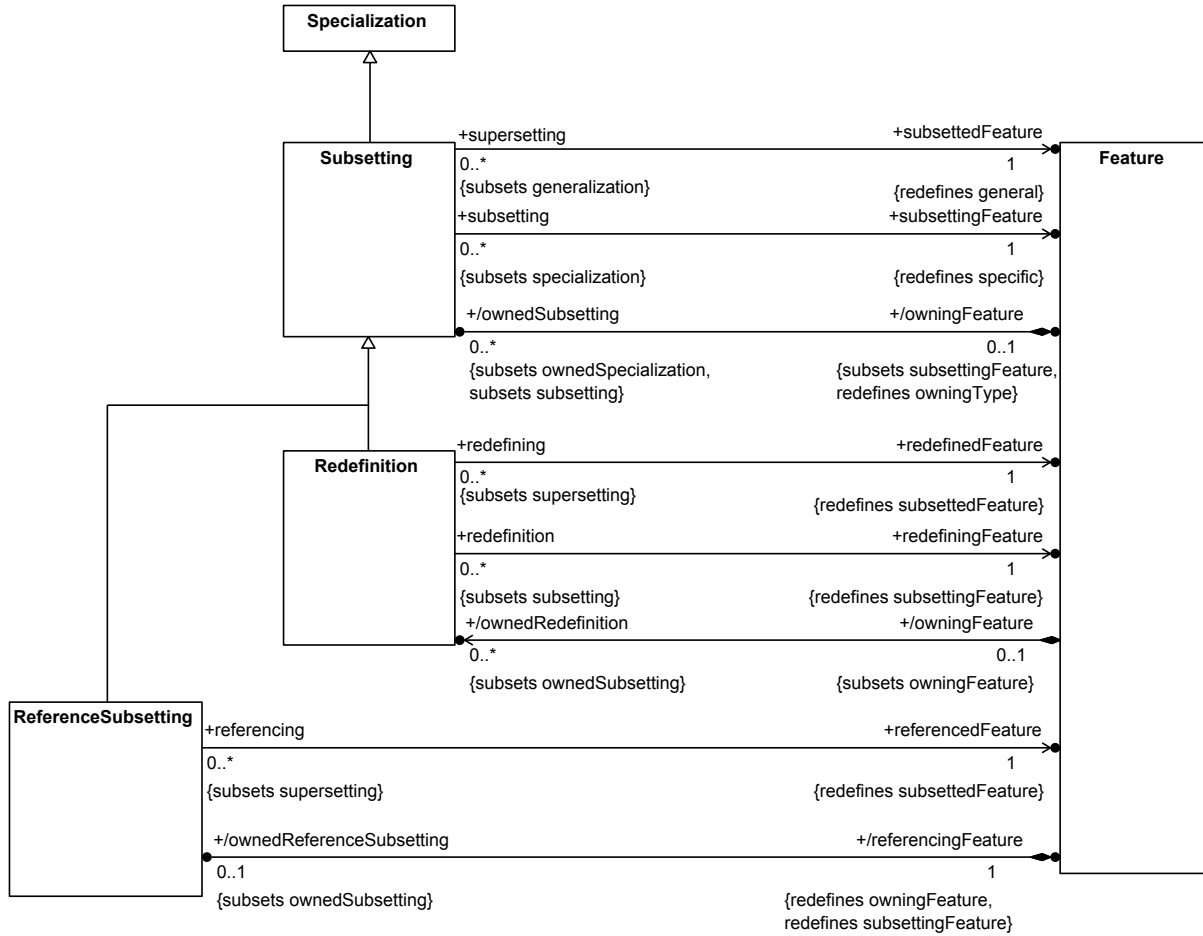 Specialization
+supersetting
+subsettedFeature
Subsetting
Feature
0..*
1
{subsets generalization}
{redefines general}
+subsetting
+subsettingFeature
0..*
1
{subsets specialization}
{redefines specific}
+/ownedSubsetting
+/owningFeature
0..*
0..1
{subsets ownedSpecialization,
subsets subsetting}
{subsets subsettingFeature,
redefines owningType}
+redefining
+redefinedFeature
Redefinition
0..*
1
{subsets supersetting}
{redefines subsettedFeature}
+redefinition
+redefiningFeature
0..*
1
{subsets subsetting}
{redefines subsettingFeature}
+/ownedRedefinition
+/owningFeature
0..*
0..1
{subsets ownedSubsetting}
{subsets owningFeature}
ReferenceSubsetting
+referencing
+referencedFeature
0..*
1
{subsets supersetting}
{redefines subsettedFeature}
+/ownedReferenceSubsetting
+/referencingFeature
0..1
1
{subsets ownedSubsetting}
{redefines owningFeature,
redefines subsettingFeature}